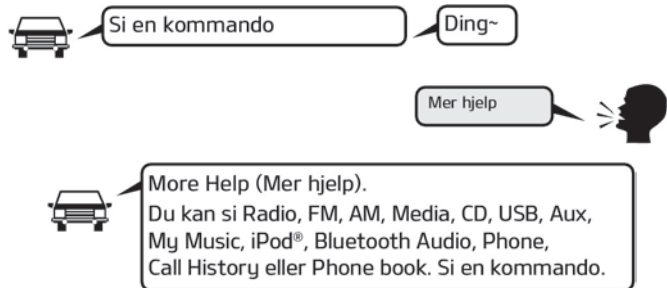 Si en kommando
Ding~
Mer hjelp
More Help (Mer hjelp).
Du kan si Radio, FM, AM, Media, CD, USB, Aux,
My Music, iPod®, Bluetooth Audio, Phone,
Call History eller Phone book. Si en kommando.